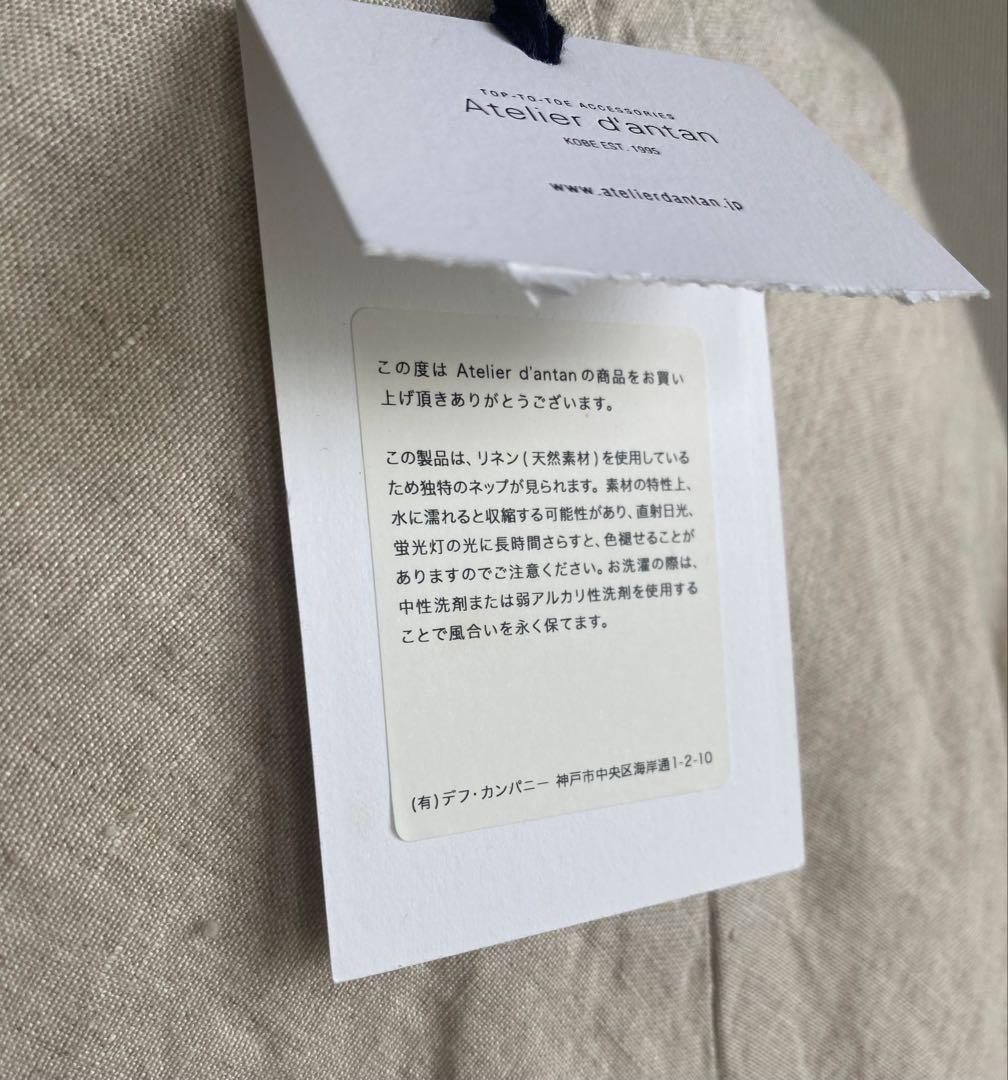 TOP-TO-TOE ACCESSORIES
Atelier d'antan
KOBE EST. 1995
www.atelierdantan.jp
この度は Atelier d'antanの商品をお買い
上げ頂きありがとうございます。
この製品は、リネン(天然素材)を使用している
ため独特のネップが見られます。素材の特性上、
水に濡れると収縮する可能性があり、直射日光、
蛍光灯の光に長時間さらすと、色褪せることが
ありますのでご注意ください。お洗濯の際は、
中性洗剤または弱アルカリ性洗剤を使用する
ことで風合いを永く保てます。
(有)デフ・カンパニー 神戸市中央区海岸通1-2-10